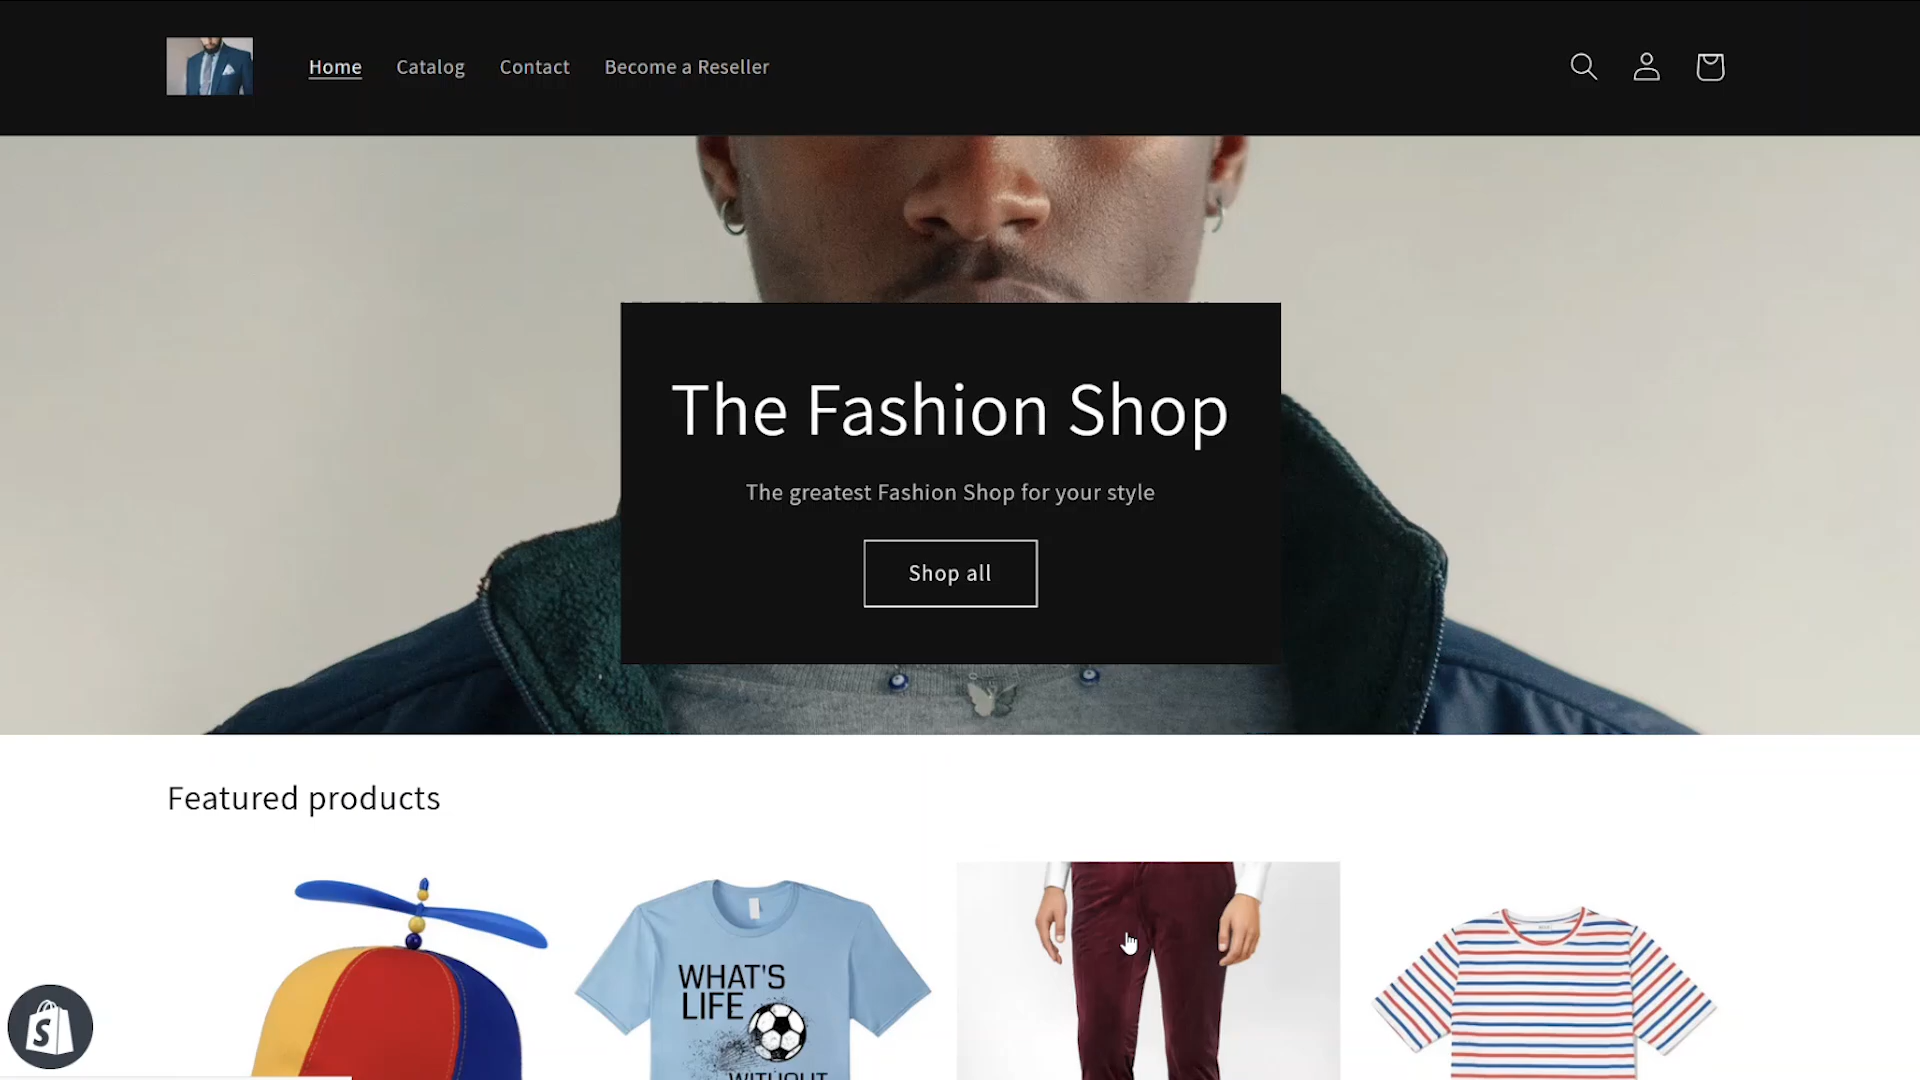 Home Catalog Contact Become a Reseller
The Fashion Shop
The greatest Fashion Shop for your style
Shop all
Featured products
WHAT'S
LIFE
WITHOUT
S